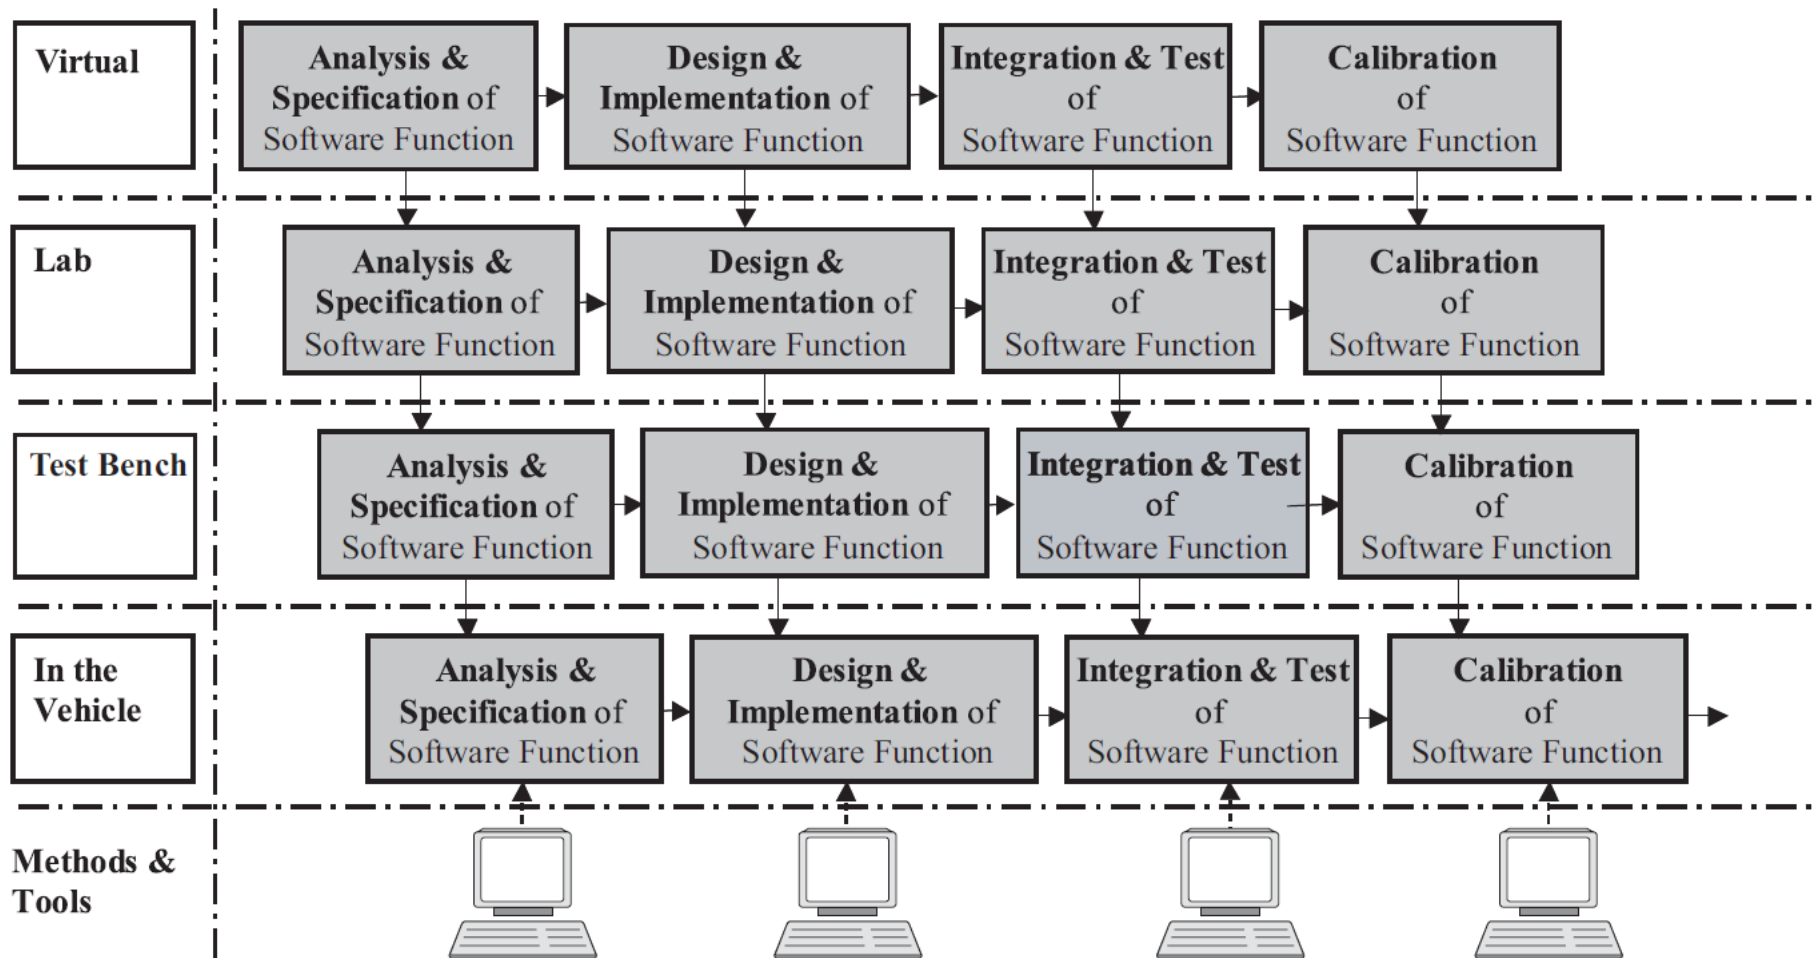 Virtual
Analysis &
Specification of
Software Function
Design &
Implementation of
Software Function
Integration & Test
of
Software Function
Calibration
of
Software Function
Lab
Analysis &
Specification of
Software Function
Design &
Implementation of
Software Function
Integration & Test
of
Software Function
Calibration
of
Software Function
Test Bench
Analysis &
Specification of
Software Function
Design &
Implementation of
Software Function
Integration & Test
of
Software Function
Calibration
of
Software Function
In the
Vehicle
Analysis &
Specification of
Software Function
Design &
Implementation of
Software Function
Integration & Test
of
Software Function
Calibration
of
Software Function
Methods &
Tools